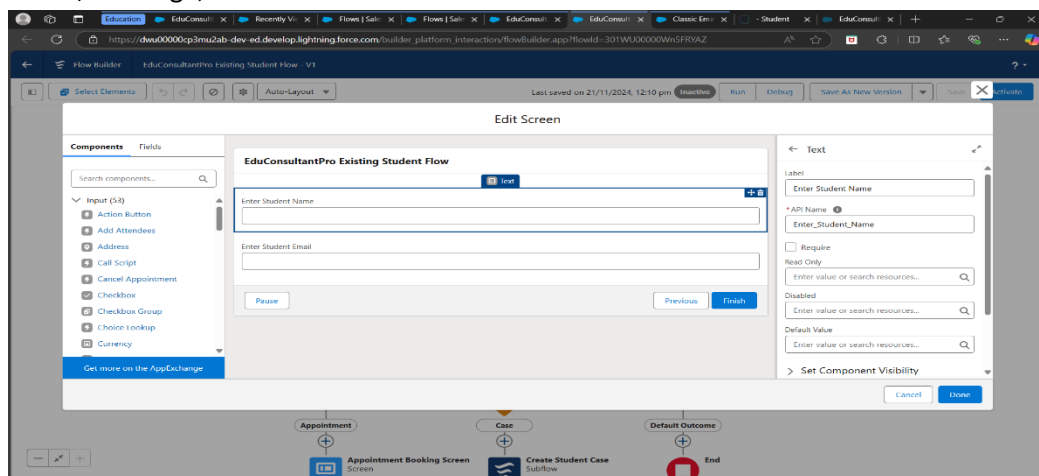 Education
EduConsult
Recently Vi
Flows | Sale
Flows | Sale
EduConsult
EduConsult
Classic Ema
- Student
EduConsult
https://dwu00000cp3mu2ab-dev-ed.develop.lightning.force.com/builder_platform_interaction/flowBuilder.app?flowId=301WU00000Wn5FRYAZ
Flow Builder EduConsultantPro Existing Student Flow - V1
?
Select Elements
Auto-Layout
Last saved on 21/11/2024, 12:10 pm Inactive Run Debug Save As New Version Save Activate
Edit Screen
Components Fields
Search components...
Input (53)
Action Button
Add Attendees
Address
Call Script
Cancel Appointment
Checkbox
Checkbox Group
Choice Lookup
Currency
Get more on the AppExchange
EduConsultantPro Existing Student Flow
Text
Enter Student Name
Enter Student Email
Pause Previous Finish
Text
Label
Enter Student Name
*API Name
Enter_Student_Name
Require
Read Only
Enter value or search resources...
Disabled
Enter value or search resources...
Default Value
Enter value or search resources...
Set Component Visibility
Cancel Done
Appointment Case Default Outcome
Appointment Booking Screen
Screen
Create Student Case
Subflow
End